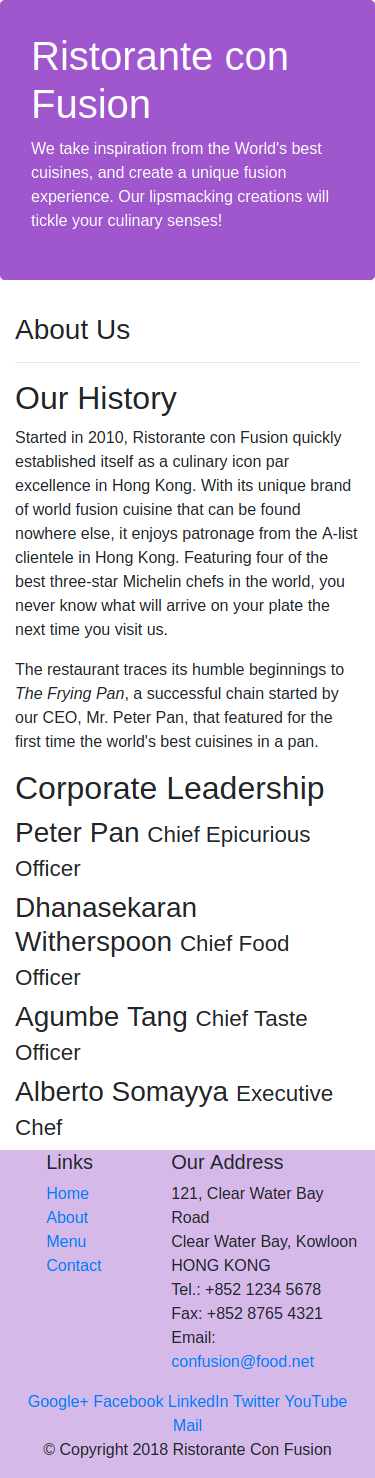 Ristorante con
Fusion
We take inspiration from the World's best
cuisines, and create a unique fusion
experience. Our lipsmacking creations will
tickle your culinary senses!
About Us
Our History
Started in 2010, Ristorante con Fusion quickly
established itself as a culinary icon par
excellence in Hong Kong. With its unique brand
of world fusion cuisine that can be found
nowhere else, it enjoys patronage from the A-list
clientele in Hong Kong. Featuring four of the
best three-star Michelin chefs in the world, you
never know what will arrive on your plate the
next time you visit us.
The restaurant traces its humble beginnings to
The Frying Pan, a successful chain started by
our CEO, Mr. Peter Pan, that featured for the
first time the world's best cuisines in a pan.
Corporate Leadership
Peter Pan Chief Epicurious
Officer
Dhanasekaran
Witherspoon Chief Food
Officer
Agumbe Tang Chief Taste
Officer
Alberto Somayya Executive
Chef
Links
Home
About
Menu
Contact
Our Address
121, Clear Water Bay
Road
Clear Water Bay, Kowloon
HONG KONG
Tel.: +852 1234 5678
Fax: +852 8765 4321
Email:
confusion@food.net
Google+ Facebook LinkedIn Twitter YouTube
Mail
© Copyright 2018 Ristorante Con Fusion